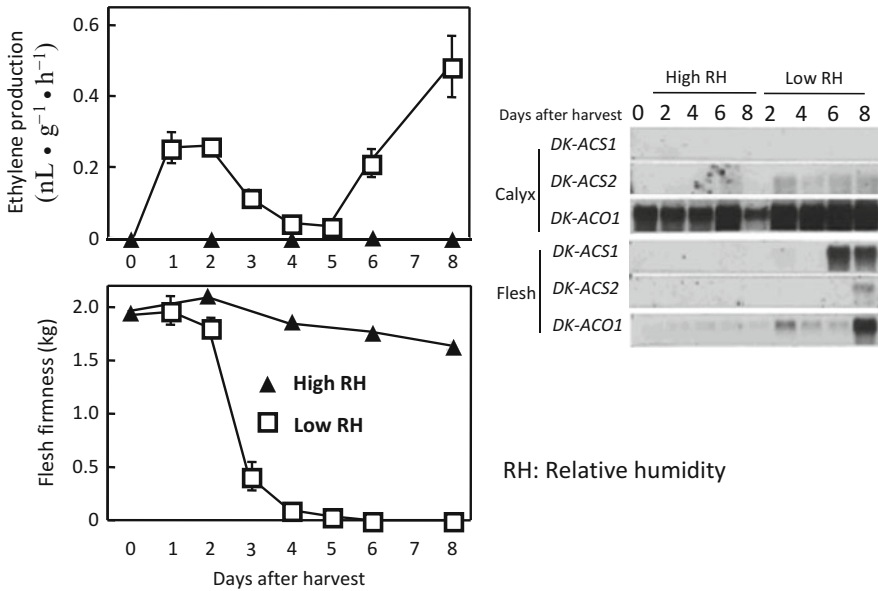 Ethylene production
(nL • g⁻¹ • h⁻¹)
0.6
0.4
0.2
0
0 1 2 3 4 5 6 8
Flesh firmness (kg)
2.0
1.5
1.0
0.5
0
High RH
Low RH
0 1 2 3 4 5 6 7 8
Days after harvest
High RH Low RH
Days after harvest 0 2 4 6 8 2 4 6 8
Calyx
DK-ACS1
DK-ACS2
DK-ACO1
Flesh
DK-ACS1
DK-ACS2
DK-ACO1
RH: Relative humidity